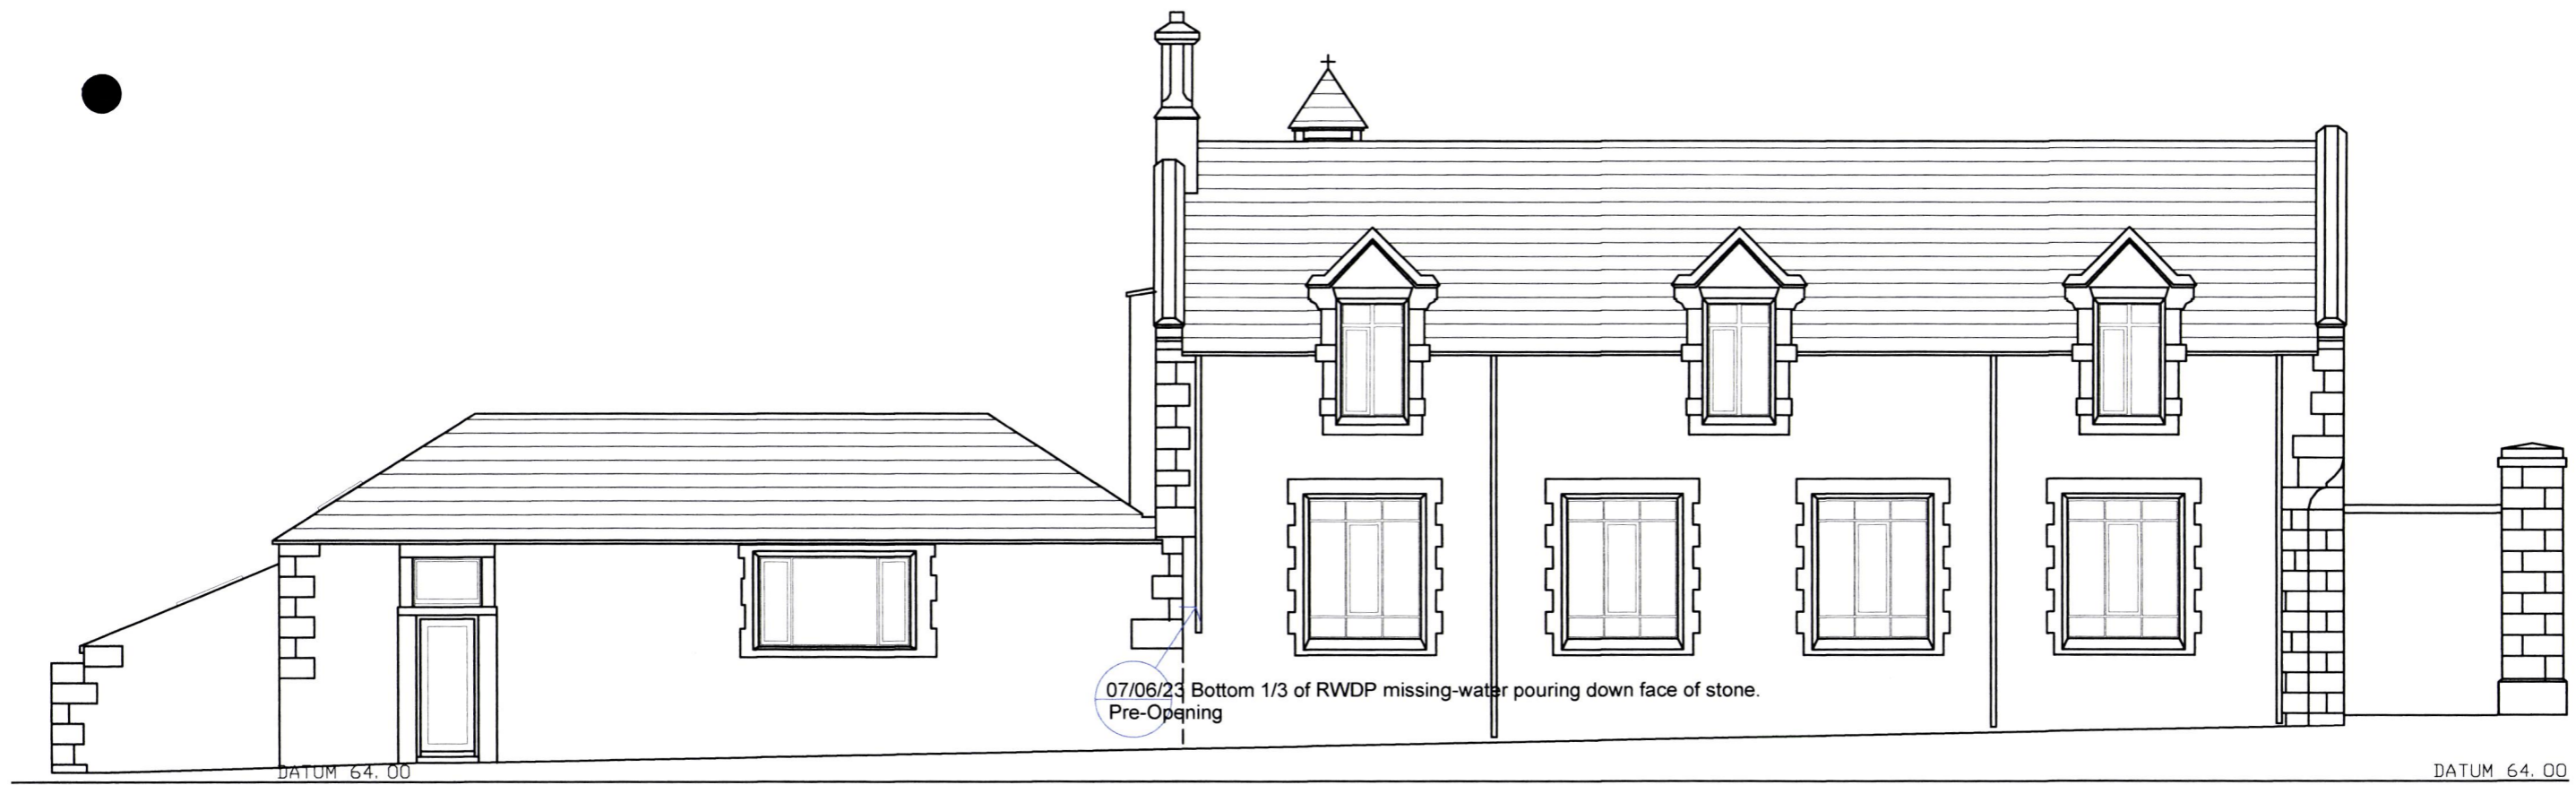 07/06/23 Bottom 1/3 of RWDP missing-water pouring down face of stone.
Pre-Opening
DATUM 64. 00
DATUM 64. 00